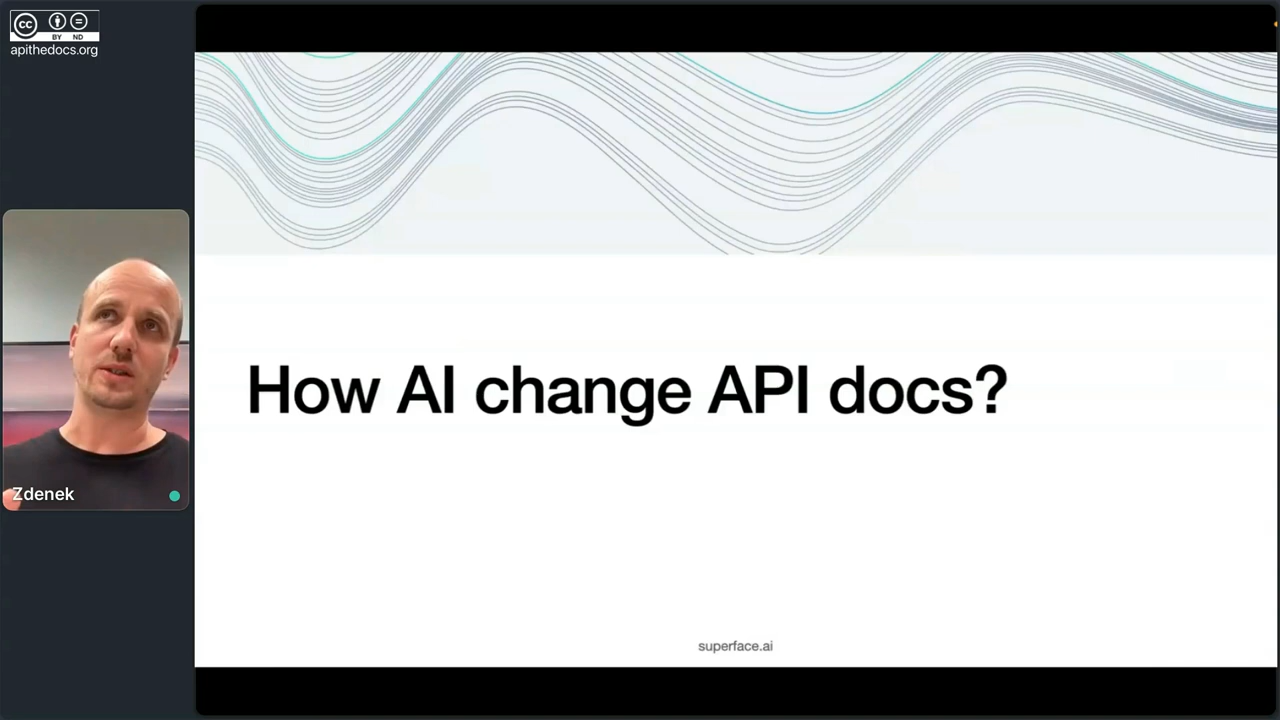 cc
BY ND
apithedocs.org
How AI change API docs?
Zdenek
superface.ai